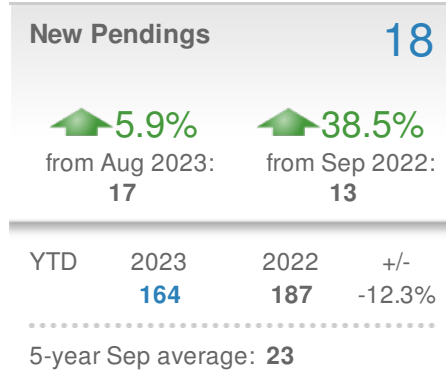 New Pendings 18
5.9% 38.5%
from Aug 2023: from Sep 2022:
17 13
YTD 2023 2022 +/-
164 187 -12.3%
5-year Sep average: 23